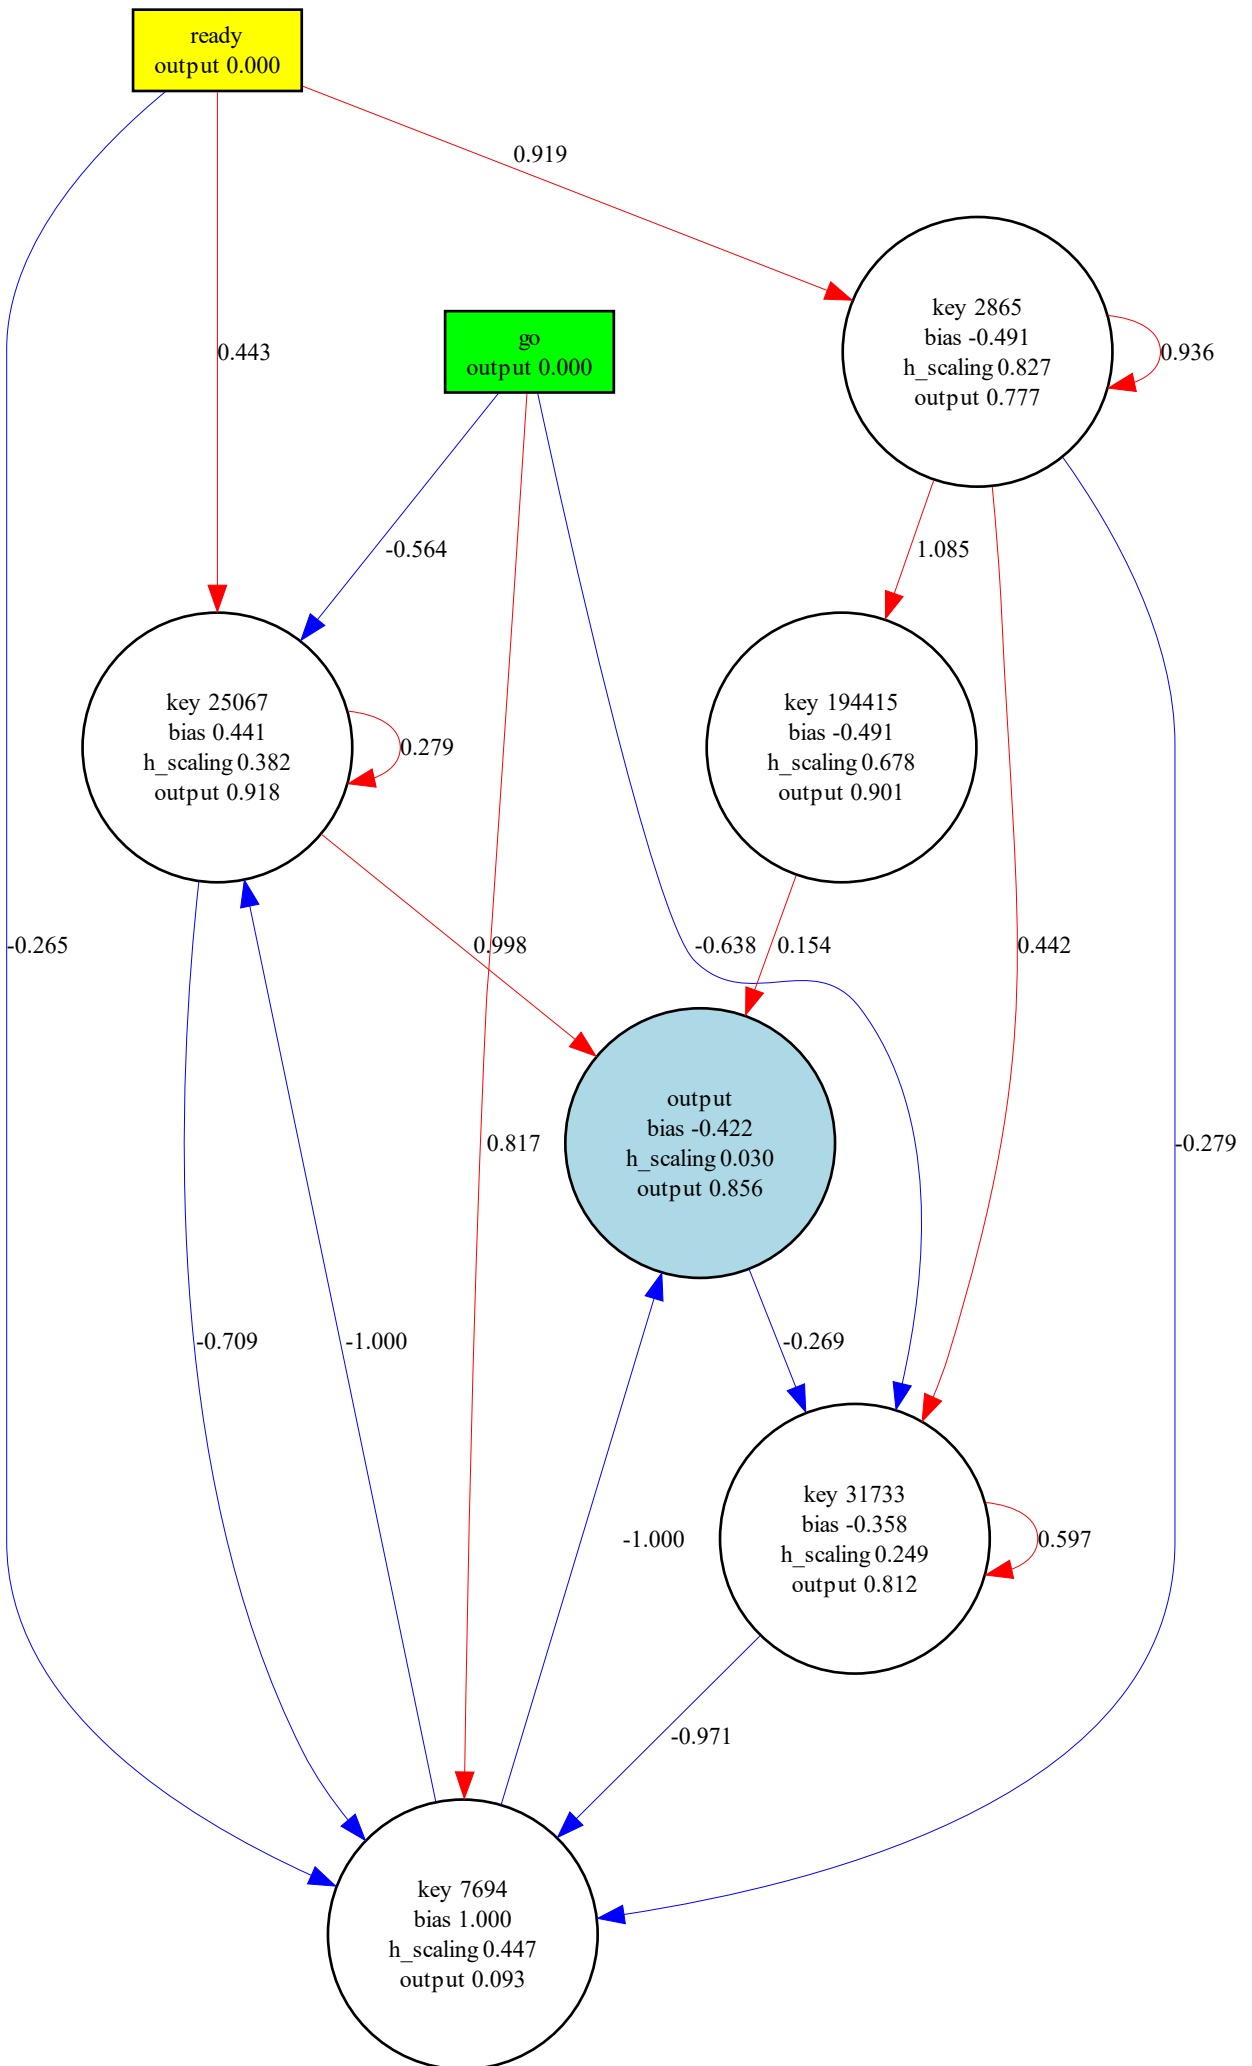 ready
output 0.000
0.919
go
output 0.000
key 2865
bias -0.491
h_scaling 0.827
output 0.777
0.443
0.936
-0.564
1.085
key 25067
bias 0.441
h_scaling 0.382
output 0.918
0.279
key 194415
bias -0.491
h_scaling 0.678
output 0.901
-0.265
0.998
-0.638
0.154
0.442
output
bias -0.422
h_scaling 0.030
output 0.856
0.817
-0.279
-0.709
-1.000
-0.269
key 31733
bias -0.358
h_scaling 0.249
output 0.812
-1.000
0.597
-0.971
key 7694
bias 1.000
h_scaling 0.447
output 0.093